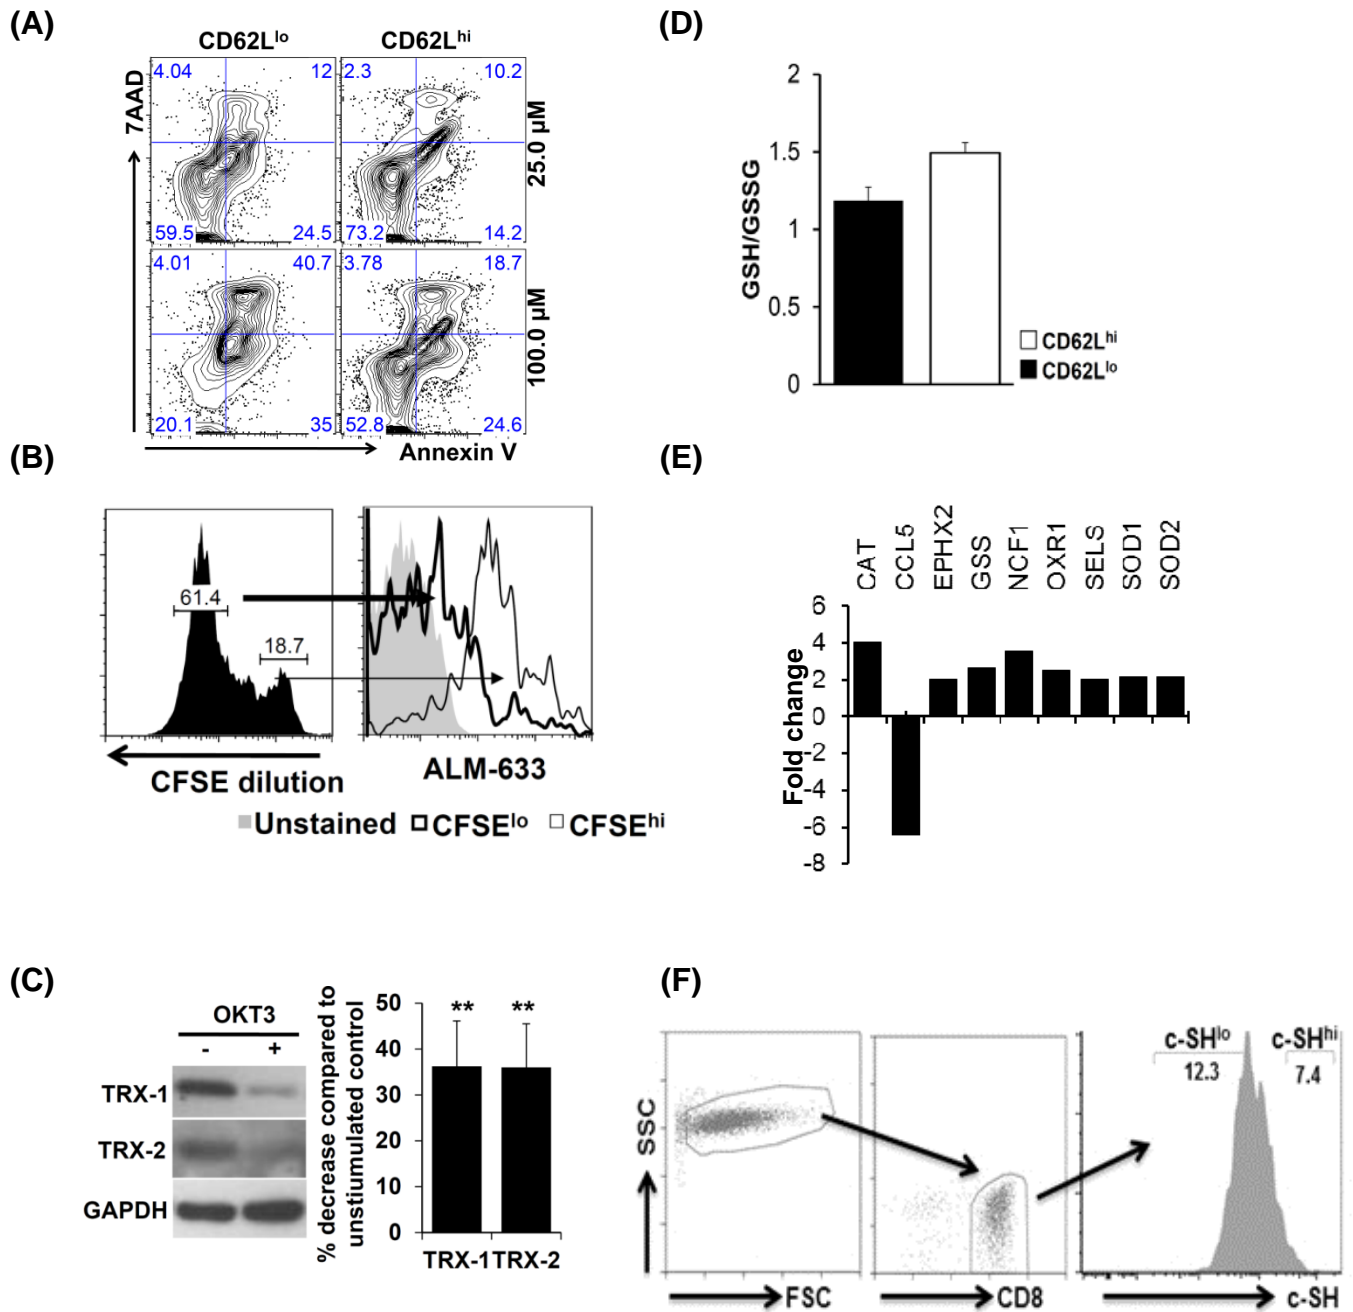 (A)
CD62Llo CD62Lhi
7AAD
4.04 12 2.3 10.2
59.5 24.5 73.2 14.2
25.0 µM
4.01 40.7 3.78 18.7
20.1 35 52.8 24.6
100.0 µM
Annexin V
(B)
61.4
18.7
CFSE dilution
ALM-633
Unstained CFSElo CFSEhi
(C)
OKT3
- +
TRX-1
TRX-2
GAPDH
% decrease compared to
unstiumulated control
50
40
30
20
10
0
** **
TRX-1 TRX-2
(D)
GSH/GSSG
2
1.5
1
0.5
0
CD62Lhi
CD62Llo
(E)
CAT CCL5 EPHX2 GSS NCF1 OXR1 SELS SOD1 SOD2
Fold change
6
4
2
0
-2
-4
-6
-8
(F)
SSC
FSC
CD8
c-SHlo c-SHhi
12.3 7.4
c-SH